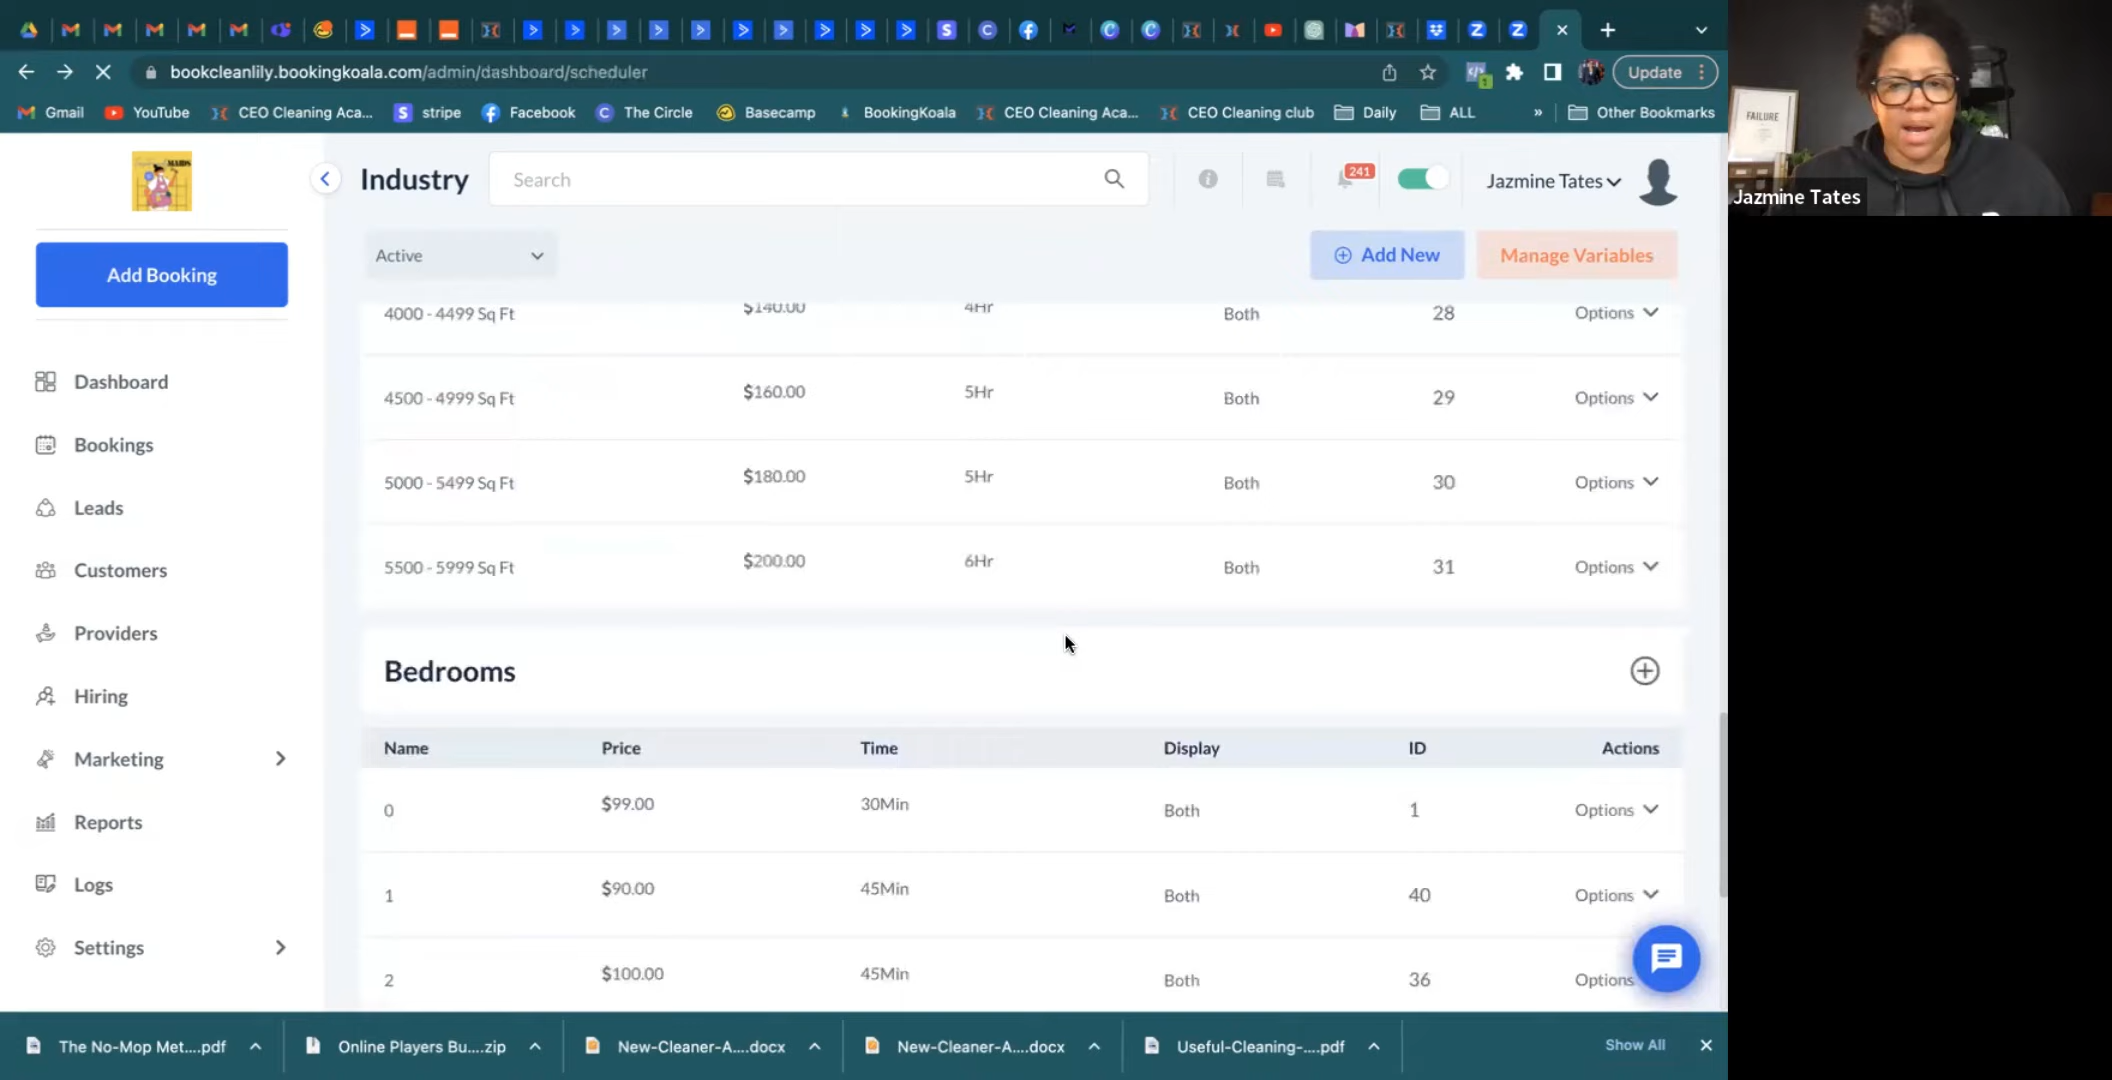 bookcleanlily.bookingkoala.com/admin/dashboard/scheduler
1
Update
Gmail
YouTube
CEO Cleaning Aca...
stripe
Facebook
The Circle
Basecamp
BookingKoala
CEO Cleaning Aca...
CEO Cleaning club
Daily
ALL
»
Other Bookmarks
FAILURE
Jazmine Tates
MAIDS
Industry
Search
241
Jazmine Tates
Add Booking
Active
Add New
Manage Variables
Dashboard
Bookings
Leads
Customers
Providers
Hiring
Marketing
Reports
Logs
Settings
4000 - 4499 Sq Ft $140.00 4Hr Both 28 Options
4500 - 4999 Sq Ft $160.00 5Hr Both 29 Options
5000 - 5499 Sq Ft $180.00 5Hr Both 30 Options
5500 - 5999 Sq Ft $200.00 6Hr Both 31 Options
Bedrooms
Name Price Time Display ID Actions
0 $99.00 30Min Both 1 Options
1 $90.00 45Min Both 40 Options
2 $100.00 45Min Both 36 Options
The No-Mop Met....pdf
Online Players Bu....zip
New-Cleaner-A....docx
New-Cleaner-A....docx
Useful-Cleaning-....pdf
Show All